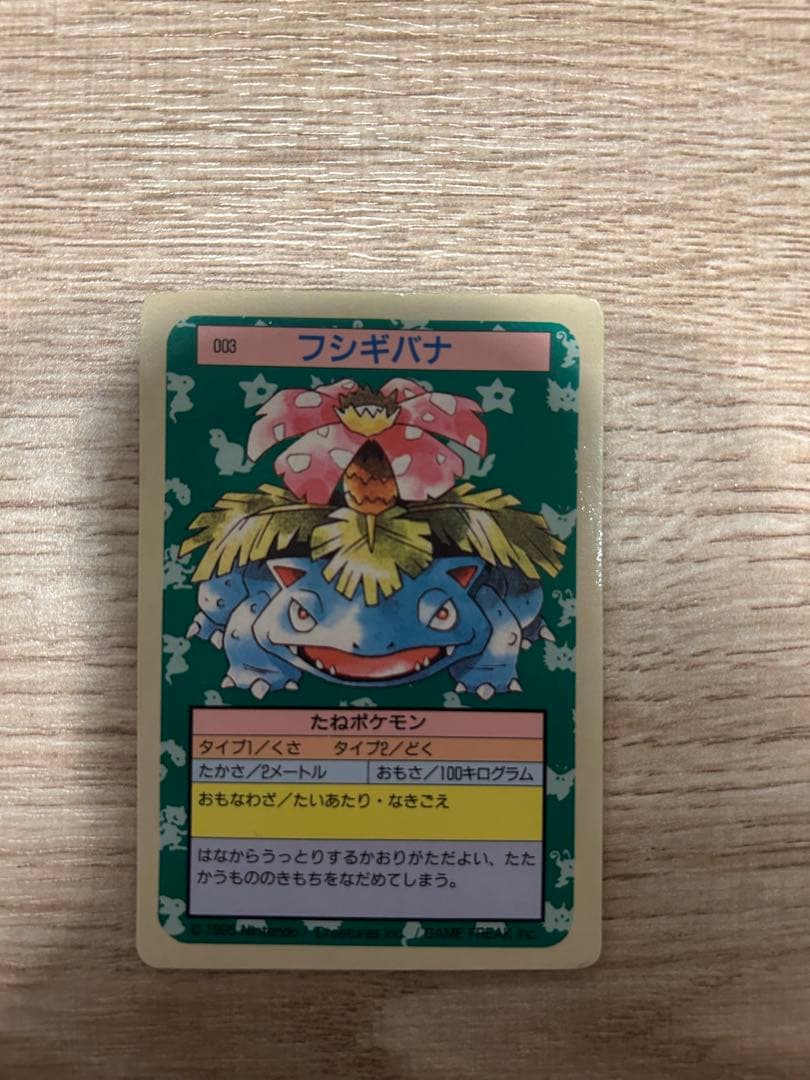 003 フシギバナ
たねポケモン
タイプ1/くさ タイプ2/どく
たかさ/2メートル おもさ/100キログラム
おもなわざ/たいあたり・なきごえ
はなからうっとりするかおりがただよい、たた
かうもののきもちをなだめてしまう。
© 1995 Nintendo Creatures inc. / GAME FREAK inc.